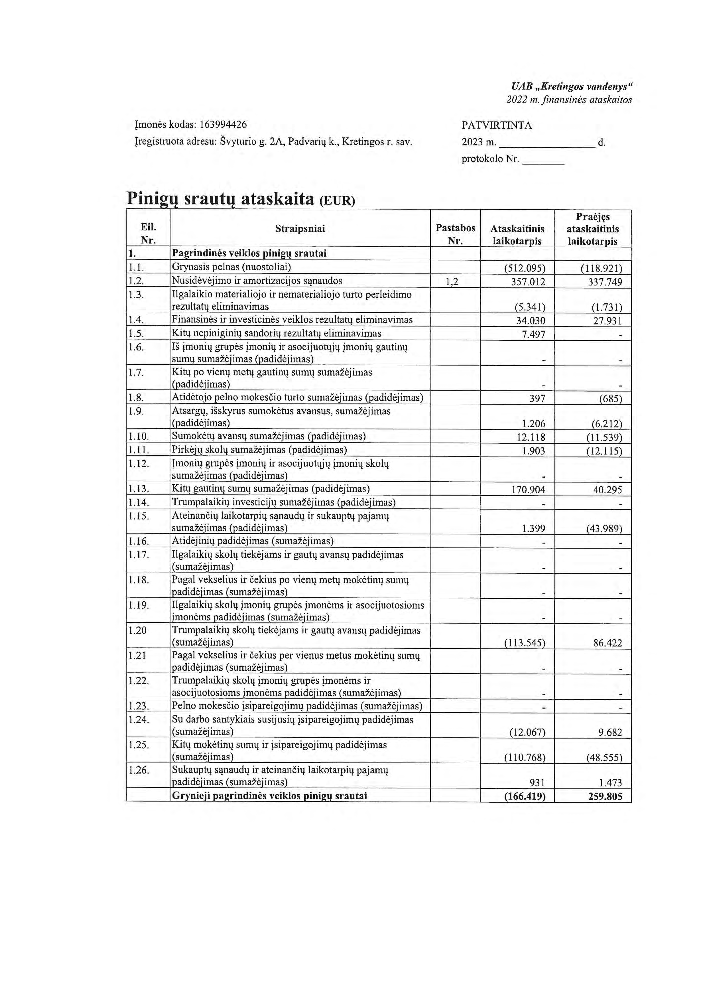 UAB „Kretingos vandenys“
2022 m. finansinės ataskaitos
Įmonės kodas: 163994426
PATVIRTINTA
Įregistruota adresu: Švyturio g. 2A, Padvarių k., Kretingos r. sav.
2023 m. ____________________ d.
protokolo Nr. _________
Pinigų srautų ataskaita (EUR)
Eil. Nr. Straipsniai Pastabos Nr. Ataskaitinis laikotarpis Praėjęs ataskaitinis laikotarpis
1. Pagrindinės veiklos pinigų srautai
1.1. Grynasis pelnas (nuostoliai) (512.095) (118.921)
1.2. Nusidėvėjimo ir amortizacijos sąnaudos 1,2 357.012 337.749
1.3. Ilgalaikio materialiojo ir nematerialiojo turto perleidimo
rezultatų eliminavimas (5.341) (1.731)
1.4. Finansinės ir investicinės veiklos rezultatų eliminavimas 34.030 27.931
1.5. Kitų nepiniginių sandorių rezultatų eliminavimas 7.497 -
1.6. Iš įmonių grupės įmonių ir asocijuotųjų įmonių gautinų
sumų sumažėjimas (padidėjimas) - -
1.7. Kitų po vienų metų gautinų sumų sumažėjimas
(padidėjimas) - -
1.8. Atidėtojo pelno mokesčio turto sumažėjimas (padidėjimas) 397 (685)
1.9. Atsargų, išskyrus sumokėtus avansus, sumažėjimas
(padidėjimas) 1.206 (6.212)
1.10. Sumokėtų avansų sumažėjimas (padidėjimas) 12.118 (11.539)
1.11. Pirkėjų skolų sumažėjimas (padidėjimas) 1.903 (12.115)
1.12. Įmonių grupės įmonių ir asocijuotųjų įmonių skolų
sumažėjimas (padidėjimas) - -
1.13. Kitų gautinų sumų sumažėjimas (padidėjimas) 170.904 40.295
1.14. Trumpalaikių investicijų sumažėjimas (padidėjimas) - -
1.15. Ateinančių laikotarpių sąnaudų ir sukauptų pajamų
sumažėjimas (padidėjimas) 1.399 (43.989)
1.16. Atidėjinių padidėjimas (sumažėjimas) - -
1.17. Ilgalaikių skolų tiekėjams ir gautų avansų padidėjimas
(sumažėjimas) - -
1.18. Pagal vekselius ir čekius po vienų metų mokėtinų sumų
padidėjimas (sumažėjimas) - -
1.19. Ilgalaikių skolų įmonių grupės įmonėms ir asocijuotosioms
įmonėms padidėjimas (sumažėjimas) - -
1.20 Trumpalaikių skolų tiekėjams ir gautų avansų padidėjimas
(sumažėjimas) (113.545) 86.422
1.21 Pagal vekselius ir čekius per vienus metus mokėtinų sumų
padidėjimas (sumažėjimas) - -
1.22. Trumpalaikių skolų įmonių grupės įmonėms ir
asocijuotosioms įmonėms padidėjimas (sumažėjimas) - -
1.23. Pelno mokesčio įsipareigojimų padidėjimas (sumažėjimas) - -
1.24. Su darbo santykiais susijusių įsipareigojimų padidėjimas
(sumažėjimas) (12.067) 9.682
1.25. Kitų mokėtinų sumų ir įsipareigojimų padidėjimas
(sumažėjimas) (110.768) (48.555)
1.26. Sukauptų sąnaudų ir ateinančių laikotarpių pajamų
padidėjimas (sumažėjimas) 931 1.473
Grynieji pagrindinės veiklos pinigų srautai (166.419) 259.805